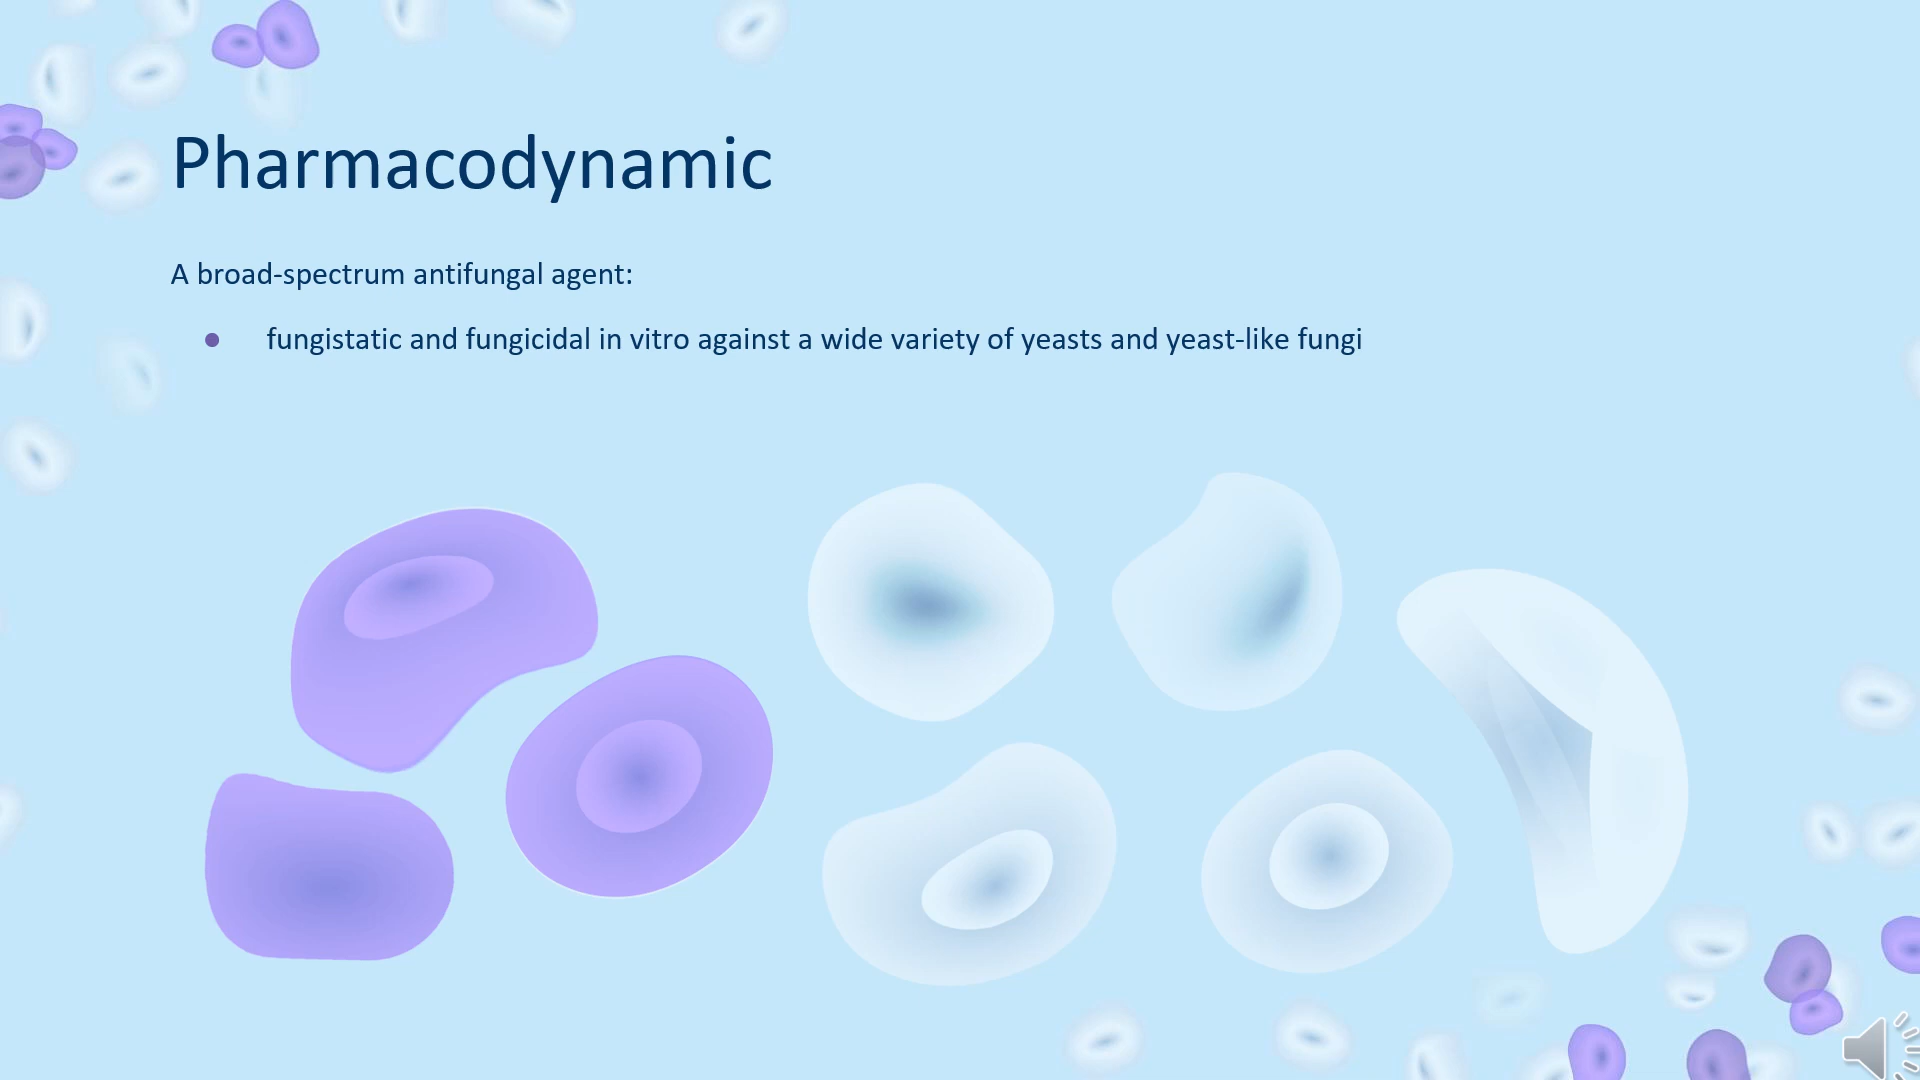 Pharmacodynamic
A broad-spectrum antifungal agent:
● fungistatic and fungicidal in vitro against a wide variety of yeasts and yeast-like fungi